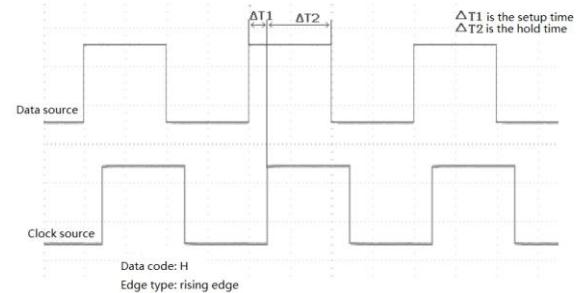 ΔT1 ΔT2
ΔT1 is the setup time
ΔT2 is the hold time
Data source
Clock source
Data code: H
Edge type: rising edge